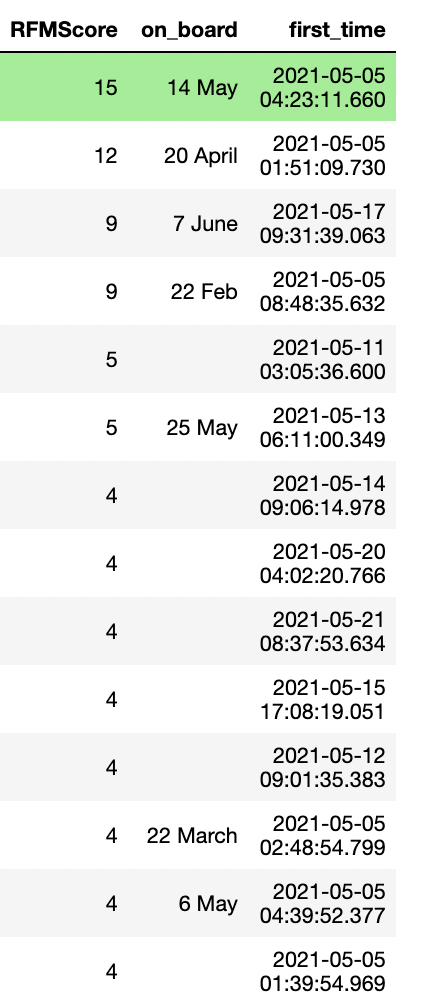 RFMScore on_board first_time
15 14 May 2021-05-05
04:23:11.660
12 20 April 2021-05-05
01:51:09.730
9 7 June 2021-05-17
09:31:39.063
9 22 Feb 2021-05-05
08:48:35.632
5 2021-05-11
03:05:36.600
5 25 May 2021-05-13
06:11:00.349
4 2021-05-14
09:06:14.978
4 2021-05-20
04:02:20.766
4 2021-05-21
08:37:53.634
4 2021-05-15
17:08:19.051
4 2021-05-12
09:01:35.383
4 22 March 2021-05-05
02:48:54.799
4 6 May 2021-05-05
04:39:52.377
4 2021-05-05
01:39:54.969